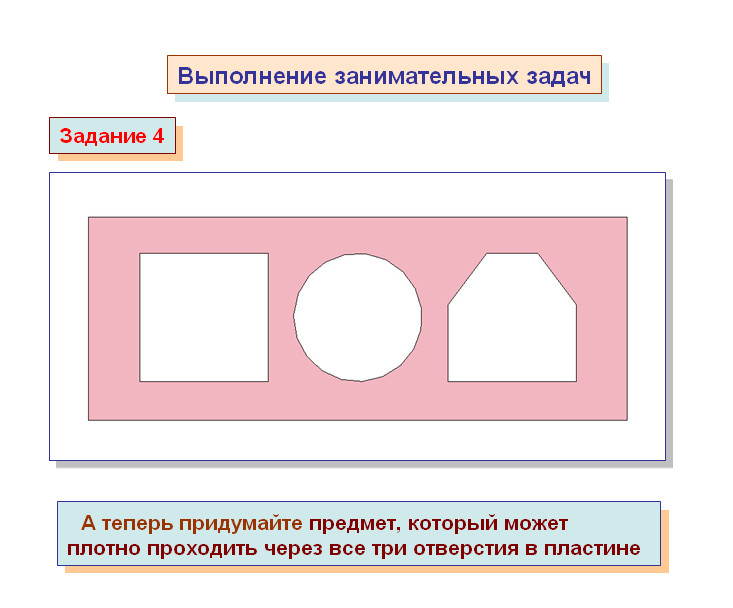 Выполнение занимательных задач
Задание 4
А теперь придумайте предмет, который может
плотно проходить через все три отверстия в пластине